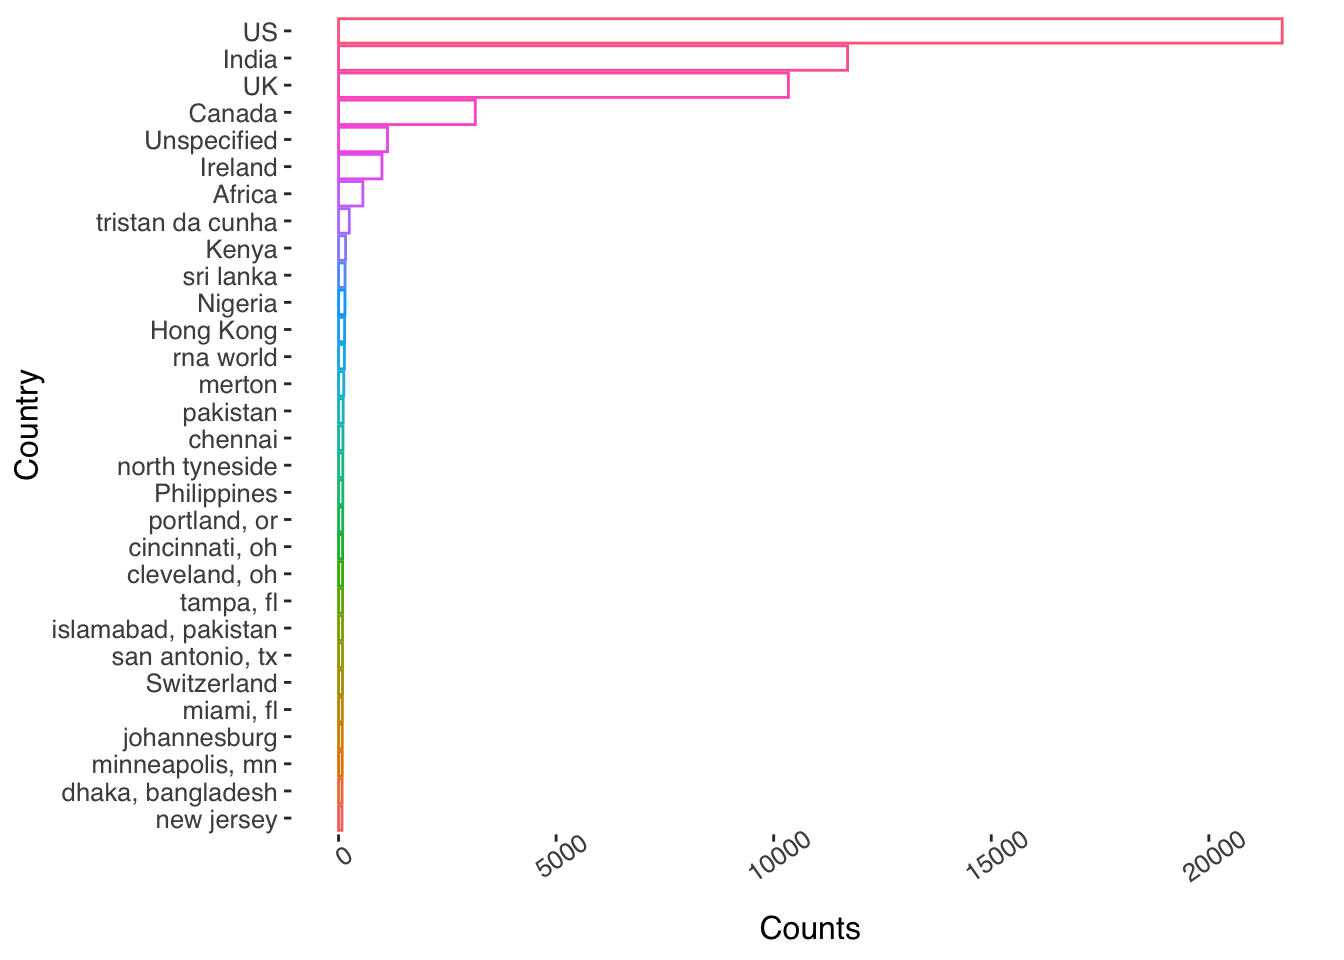 US
India
UK
Canada
Unspecified
Ireland
Africa
tristan da cunha
Kenya
sri lanka
Nigeria
Hong Kong
rna world
merton
pakistan
chennai
north tyneside
Philippines
portland, or
cincinnati, oh
cleveland, oh
tampa, fl
islamabad, pakistan
san antonio, tx
Switzerland
miami, fl
johannesburg
minneapolis, mn
dhaka, bangladesh
new jersey
Country
0 5000 10000 15000 20000
Counts